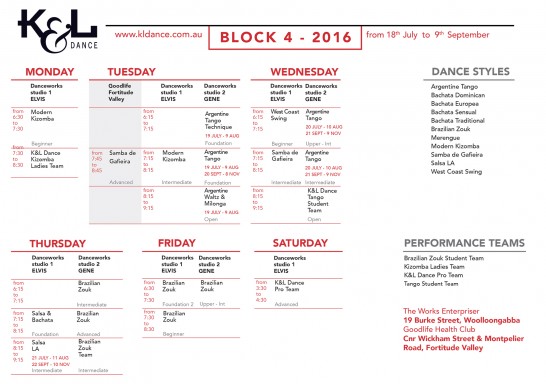 K&L
DANCE
www.kldance.com.au
BLOCK 4 - 2016
from 18th July to 9th September
MONDAY
Danceworks
studio 1
ELVIS
from
6:30
to
7:30
Modern
Kizomba
Beginner
from
7:30
to
8:30
K&L Dance
Kizomba
Ladies Team
TUESDAY
Goodlife
Fortitude
Valley
Danceworks
studio 1
ELVIS
Danceworks
studio 2
GENE
from
6:15
to
7:15
Argentine
Tango
Technique
19 JULY - 9 AUG
Foundation
from
7:45
to
8:45
Samba de
Gafieira
Advanced
from
7:15
to
8:15
Modern
Kizomba
Intermediate
Argentine
Tango
19 JULY - 9 AUG
20 SEPT - 8 NOV
Foundation
from
8:15
to
9:15
Argentine
Waltz &
Milonga
19 JULY - 9 AUG
Open
WEDNESDAY
Danceworks
studio 1
ELVIS
Danceworks
studio 2
GENE
from
6:15
to
7:15
West Coast
Swing
Beginner
Argentine
Tango
20 JULY - 10 AUG
21 SEPT - 9 NOV
Upper - Int
from
7:15
to
8:15
Samba de
Gafieira
Intermediate
Argentine
Tango
20 JULY - 10 AUG
21 SEPT - 9 NOV
Intermediate
from
8:15
to
9:15
K&L Dance
Tango
Student
Team
Open
DANCE STYLES
Argentine Tango
Bachata Dominican
Bachata Europea
Bachata Sensual
Bachata Traditional
Brazilian Zouk
Merengue
Modern Kizomba
Samba de Gafieira
Salsa LA
West Coast Swing
THURSDAY
Danceworks
studio 1
ELVIS
Danceworks
studio 2
GENE
from
6:15
to
7:15
Brazilian
Zouk
Intermediate
from
7:15
to
8:15
Salsa &
Bachata
Foundation
Brazilian
Zouk
Advanced
from
8:15
to
9:15
Salsa
LA
21 JULY - 11 AUG
22 SEPT - 10 NOV
Intermediate
Brazilian
Zouk
Team
Intermediate
FRIDAY
Danceworks
studio 1
ELVIS
Danceworks
studio 2
GENE
from
6:30
to
7:30
Brazilian
Zouk
Foundation 2
Brazilian
Zouk
Upper - Int
from
7:30
to
8:30
Brazilian
Zouk
Beginner
SATURDAY
Danceworks
studio 1
ELVIS
from
3:30
to
4:30
K&L Dance
Pro Team
Advanced
PERFORMANCE TEAMS
Brazilian Zouk Student Team
Kizomba Ladies Team
K&L Dance Pro Team
Tango Student Team
The Works Enterpriser
19 Burke Street, Woolloongabba
Goodlife Health Club
Cnr Wickham Street & Montpelier
Road, Fortitude Valley